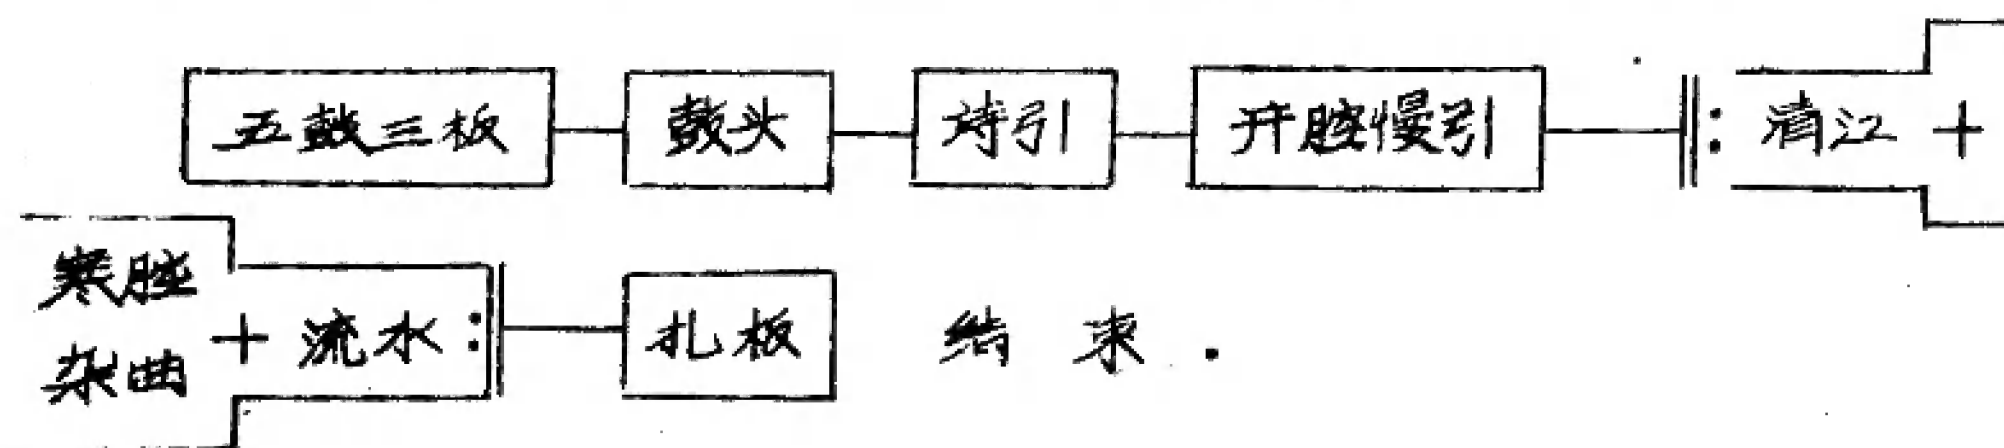 五鼓三板 鼓头 诗引 开腔慢引 ‖: 清江 +
寒腔
杂曲 + 流水 :‖ 扎板 结束.